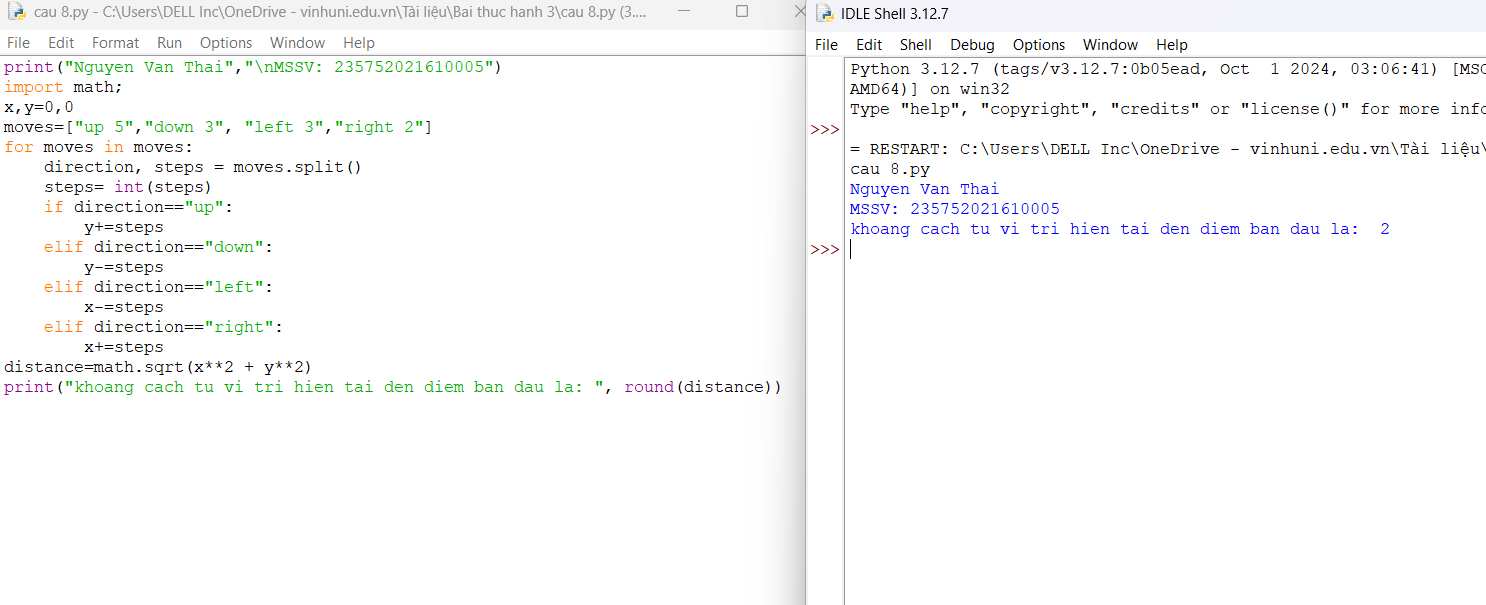 cau 8.py - C:\Users\DELL Inc\OneDrive - vinhuni.edu.vn\Tài liệu\Bai thuc hanh 3\cau 8.py (3....
File Edit Format Run Options Window Help
print("Nguyen Van Thai","\nMSSV: 235752021610005")
import math;
x,y=0,0
moves=["up 5","down 3", "left 3","right 2"]
for moves in moves:
    direction, steps = moves.split()
    steps= int(steps)
    if direction=="up":
        y+=steps
    elif direction=="down":
        y-=steps
    elif direction=="left":
        x-=steps
    elif direction=="right":
        x+=steps
distance=math.sqrt(x**2 + y**2)
print("khoang cach tu vi tri hien tai den diem ban dau la: ", round(distance))
IDLE Shell 3.12.7
File Edit Shell Debug Options Window Help
Python 3.12.7 (tags/v3.12.7:0b05ead, Oct  1 2024, 03:06:41) [MSC
AMD64)] on win32
Type "help", "copyright", "credits" or "license()" for more info
>>>
= RESTART: C:\Users\DELL Inc\OneDrive - vinhuni.edu.vn\Tài liệu\
cau 8.py
Nguyen Van Thai
MSSV: 235752021610005
khoang cach tu vi tri hien tai den diem ban dau la:  2
>>>